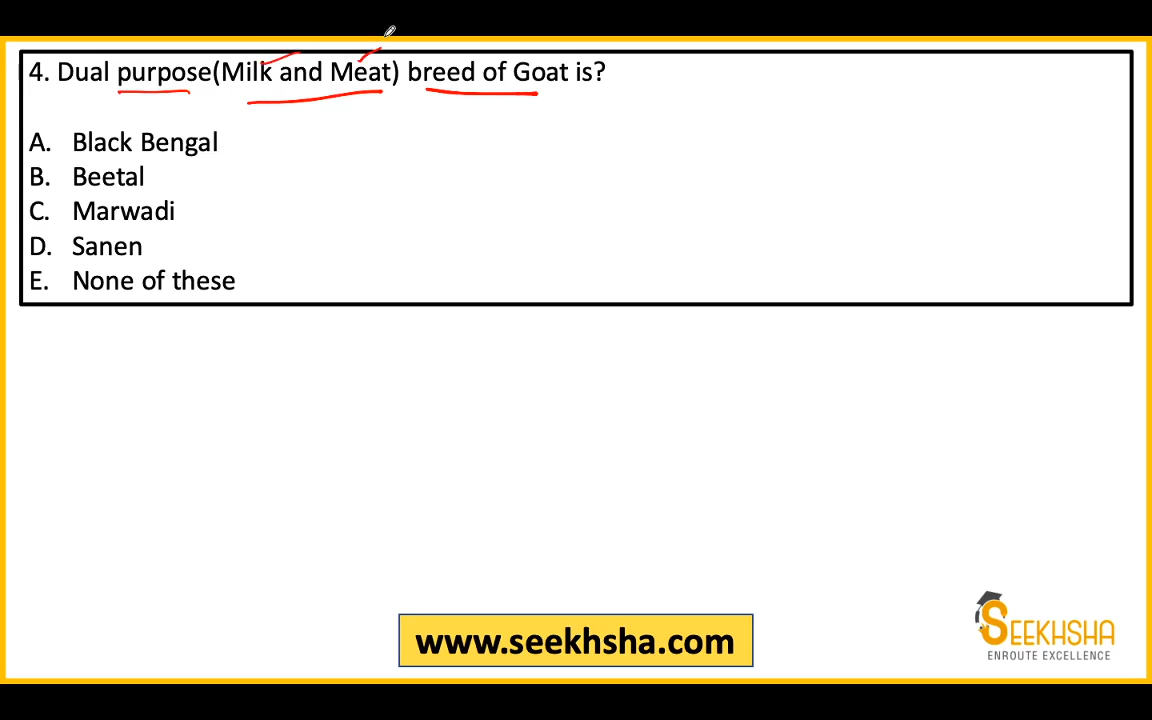 4. Dual purpose(Milk and Meat) breed of Goat is?
A. Black Bengal
B. Beetal
C. Marwadi
D. Sanen
E. None of these
www.seekhsha.com
SEEKHSHA
ENROUTE EXCELLENCE